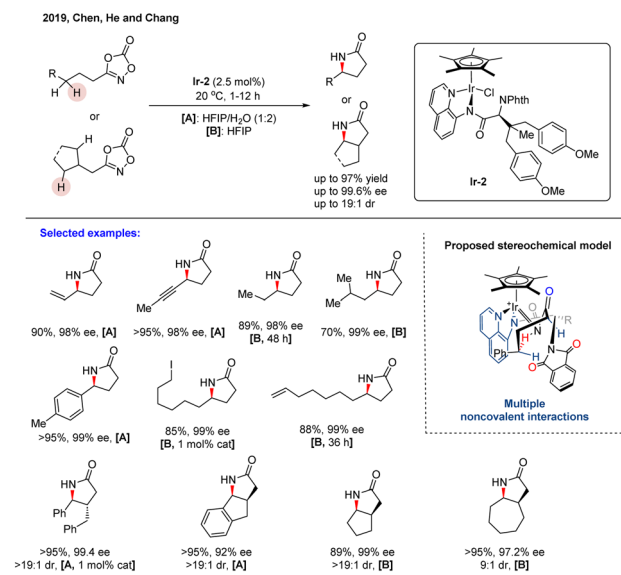 2019, Chen, He and Chang
R
H
H
O
O
O
N
or
H
H
O
O
O
N
Ir-2 (2.5 mol%)
20 °C, 1-12 h
[A]: HFIP/H₂O (1:2)
[B]: HFIP
O
HN
R
or
O
HN
up to 97% yield
up to 99.6% ee
up to 19:1 dr
Ir
Cl
N
N
O
NPhth
Me
OMe
OMe
Ir-2
Selected examples:
O
HN
90%, 98% ee, [A]
O
HN
Me
>95%, 98% ee, [A]
O
HN
89%, 98% ee
[B, 48 h]
O
HN
Me
Me
70%, 99% ee, [B]
O
HN
Me
>95%, 99% ee, [A]
O
HN
I
85%, 99% ee
[B, 1 mol% cat]
O
HN
88%, 99% ee
[B, 36 h]
Proposed stereochemical model
+
Ir
N
N
O
O
N
R
H
H
H
Ph
N
O
O
Multiple
noncovalent interactions
O
HN
Ph
Ph
>95%, 99.4 ee
>19:1 dr, [A, 1 mol% cat]
O
HN
>95%, 92% ee
>19:1 dr, [A]
O
HN
89%, 99% ee
>19:1 dr, [B]
O
HN
>95%, 97.2% ee
9:1 dr, [B]